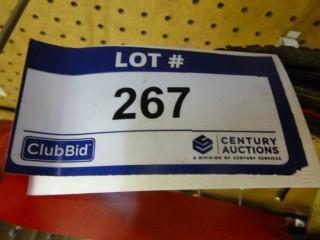 LOT #
267
ClubBid
CENTURY
AUCTIONS
A DIVISION OF CENTURY SERVICES